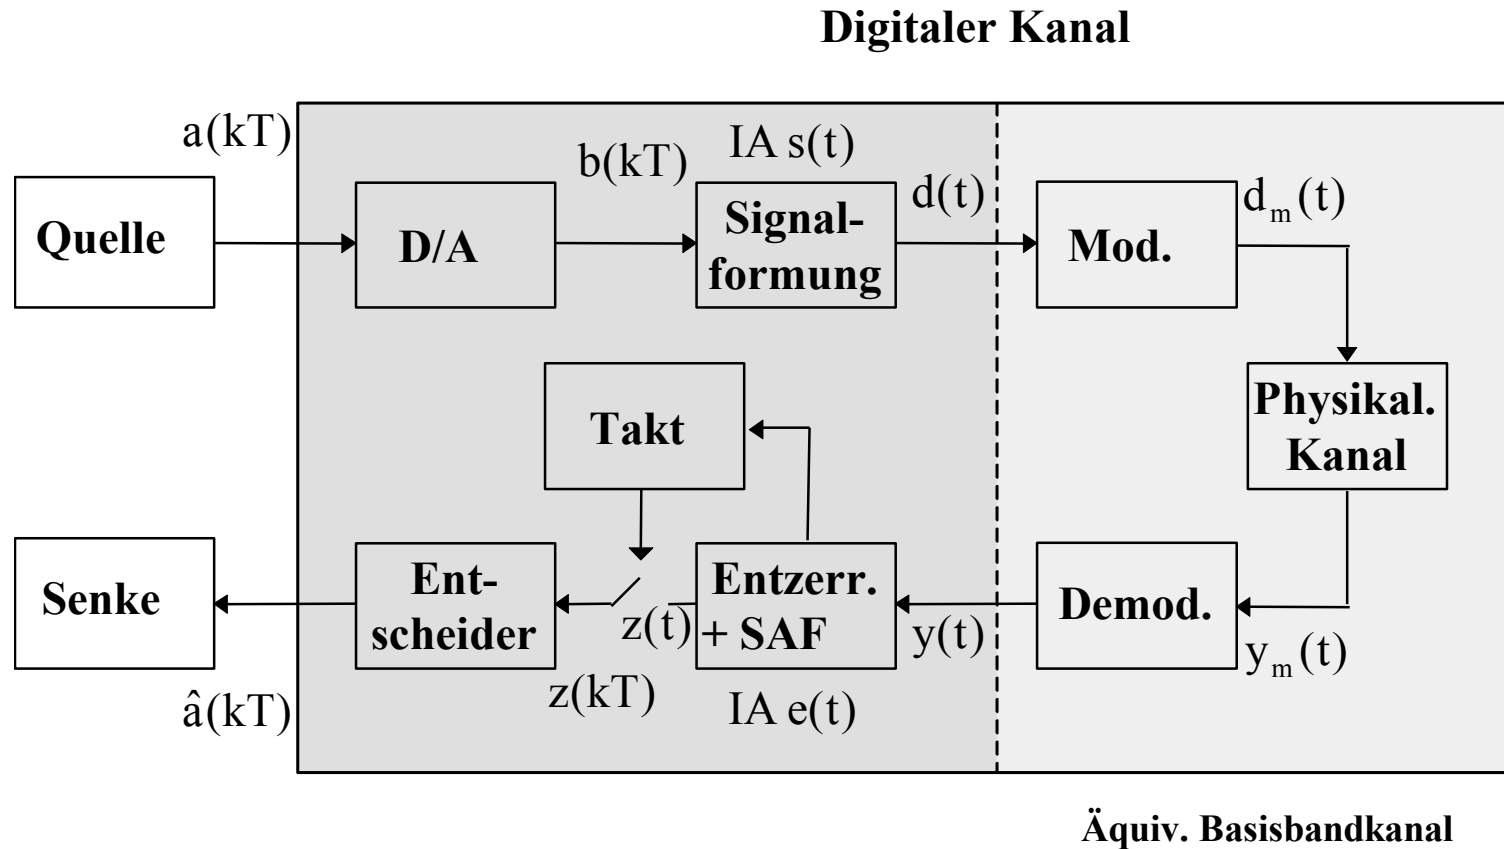 Digitaler Kanal
a(kT)
b(kT)
IA s(t)
d(t)
d_m(t)
Quelle
D/A
Signal-
formung
Mod.
Takt
Physikal.
Kanal
Senke
Ent-
scheider
z(t)
Entzerr.
+ SAF
y(t)
Demod.
y_m(t)
â(kT)
z(kT)
IA e(t)
Äquiv. Basisbandkanal